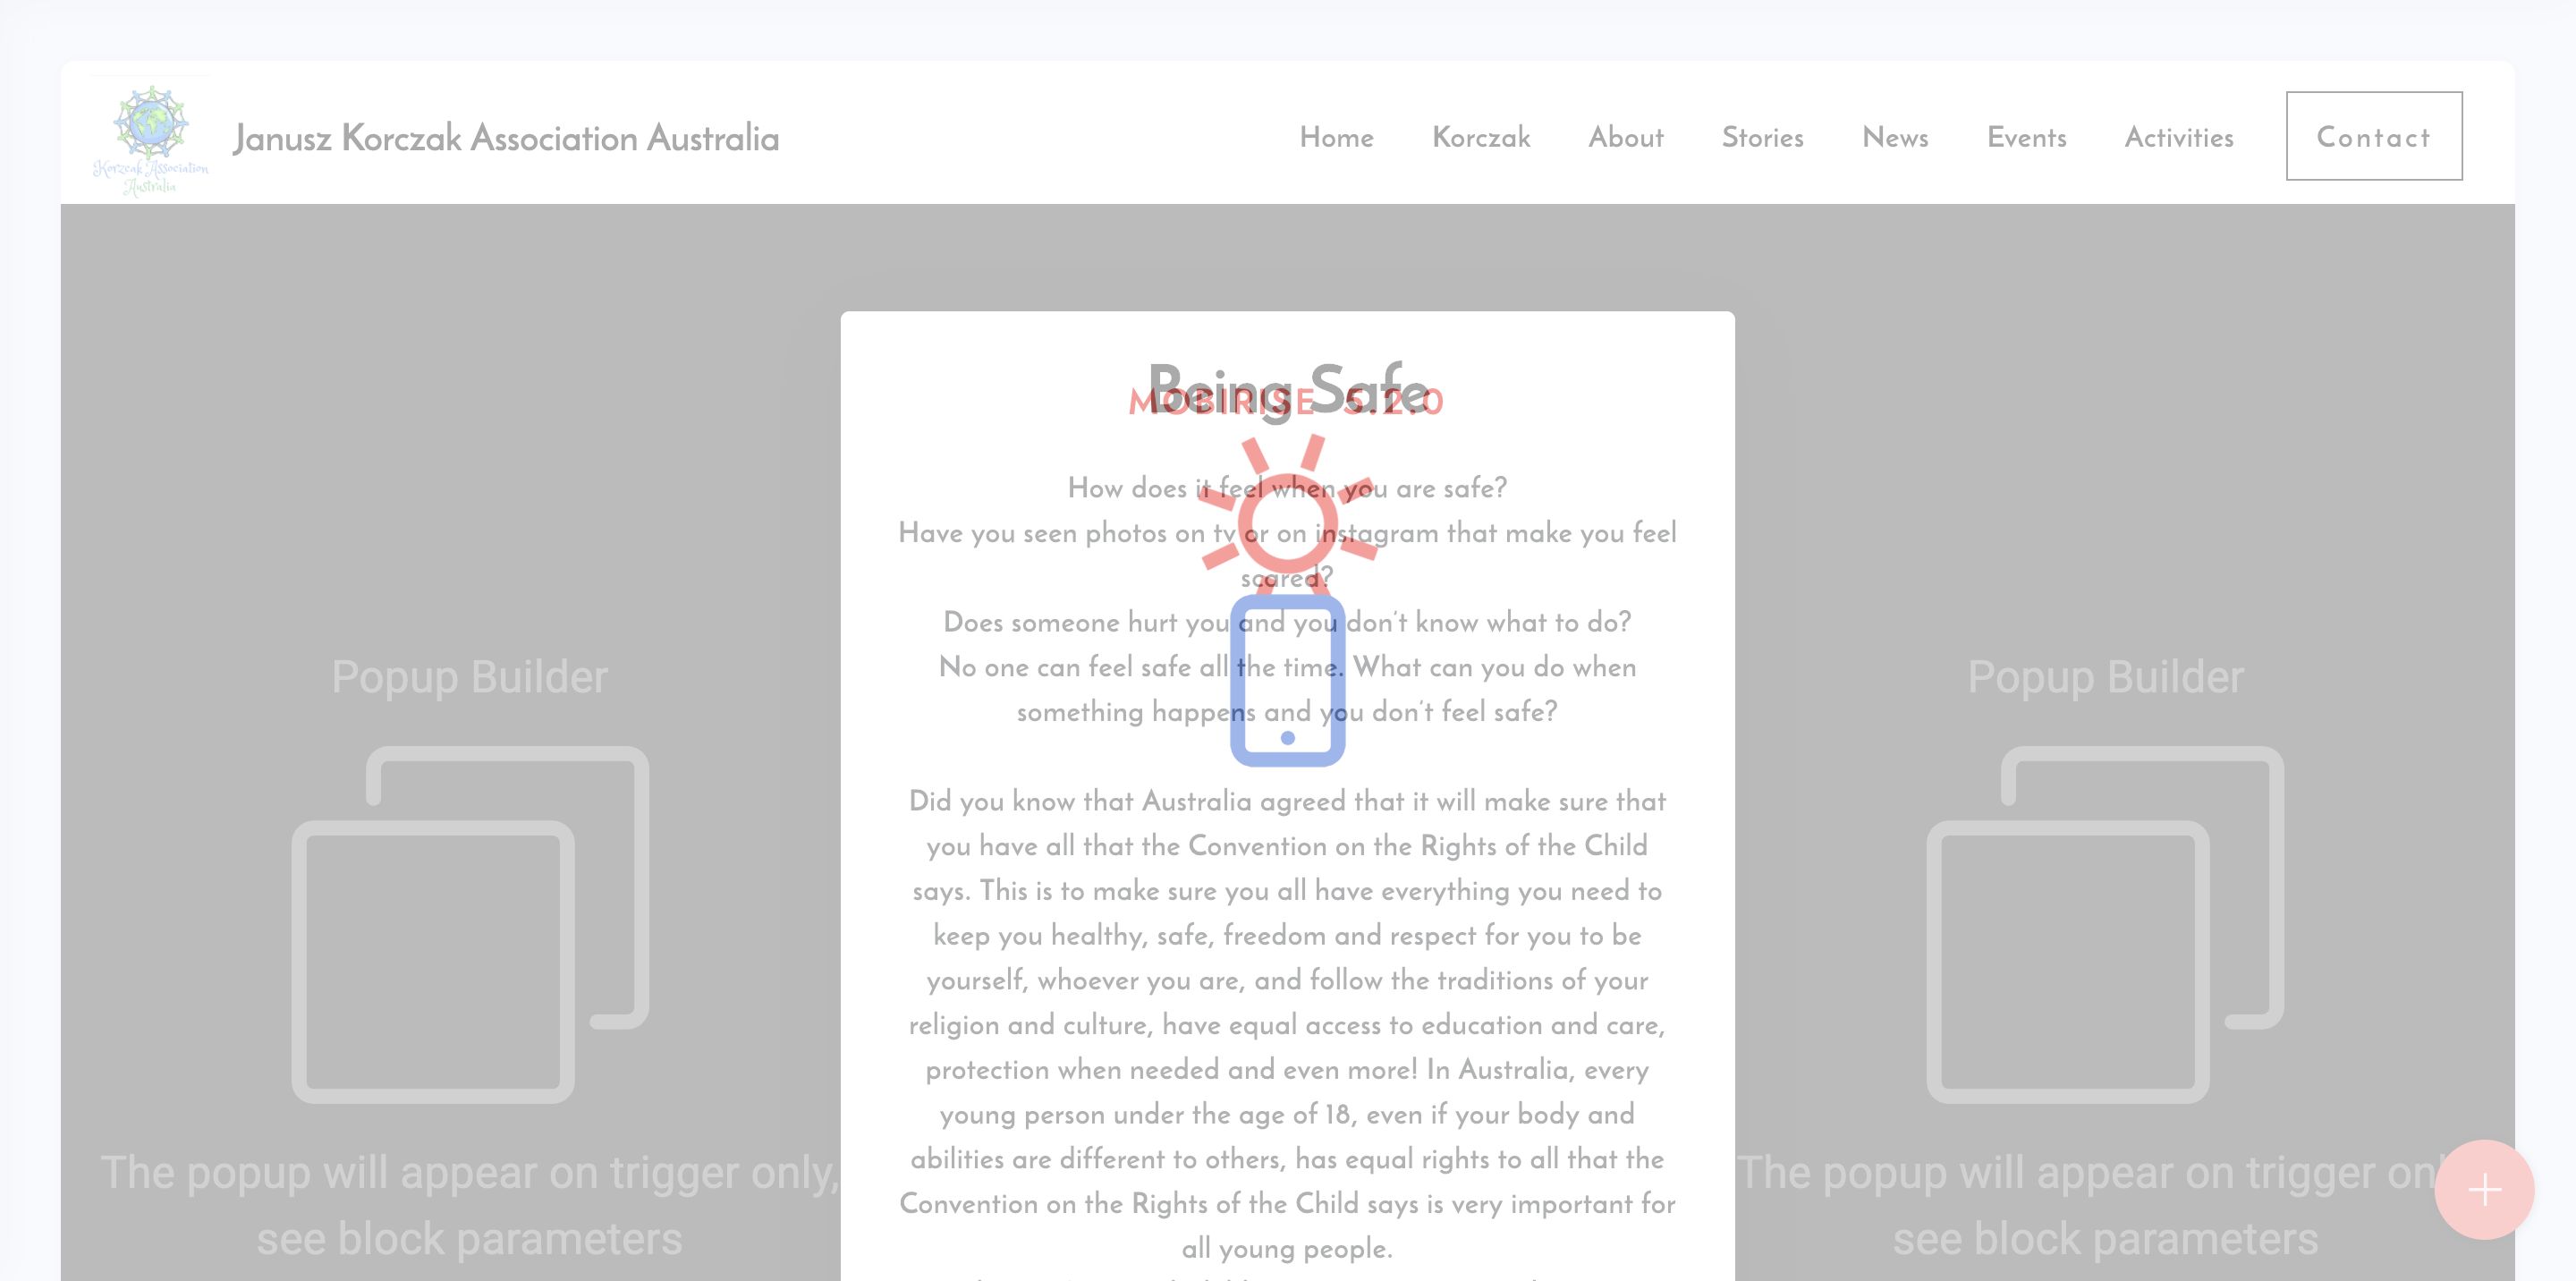 Korzcak Association
Australia
Janusz Korczak Association Australia
Home Korczak About Stories News Events Activities Contact
Being Safe
MOBIRISE 5.2.0
How does it feel when you are safe?
Have you seen photos on tv or on instagram that make you feel
scared?
Does someone hurt you and you don't know what to do?
No one can feel safe all the time. What can you do when
something happens and you don't feel safe?
Did you know that Australia agreed that it will make sure that
you have all that the Convention on the Rights of the Child
says. This is to make sure you all have everything you need to
keep you healthy, safe, freedom and respect for you to be
yourself, whoever you are, and follow the traditions of your
religion and culture, have equal access to education and care,
protection when needed and even more! In Australia, every
young person under the age of 18, even if your body and
abilities are different to others, has equal rights to all that the
Convention on the Rights of the Child says is very important for
all young people.
Popup Builder
The popup will appear on trigger only,
see block parameters
Popup Builder
The popup will appear on trigger
see block parameters